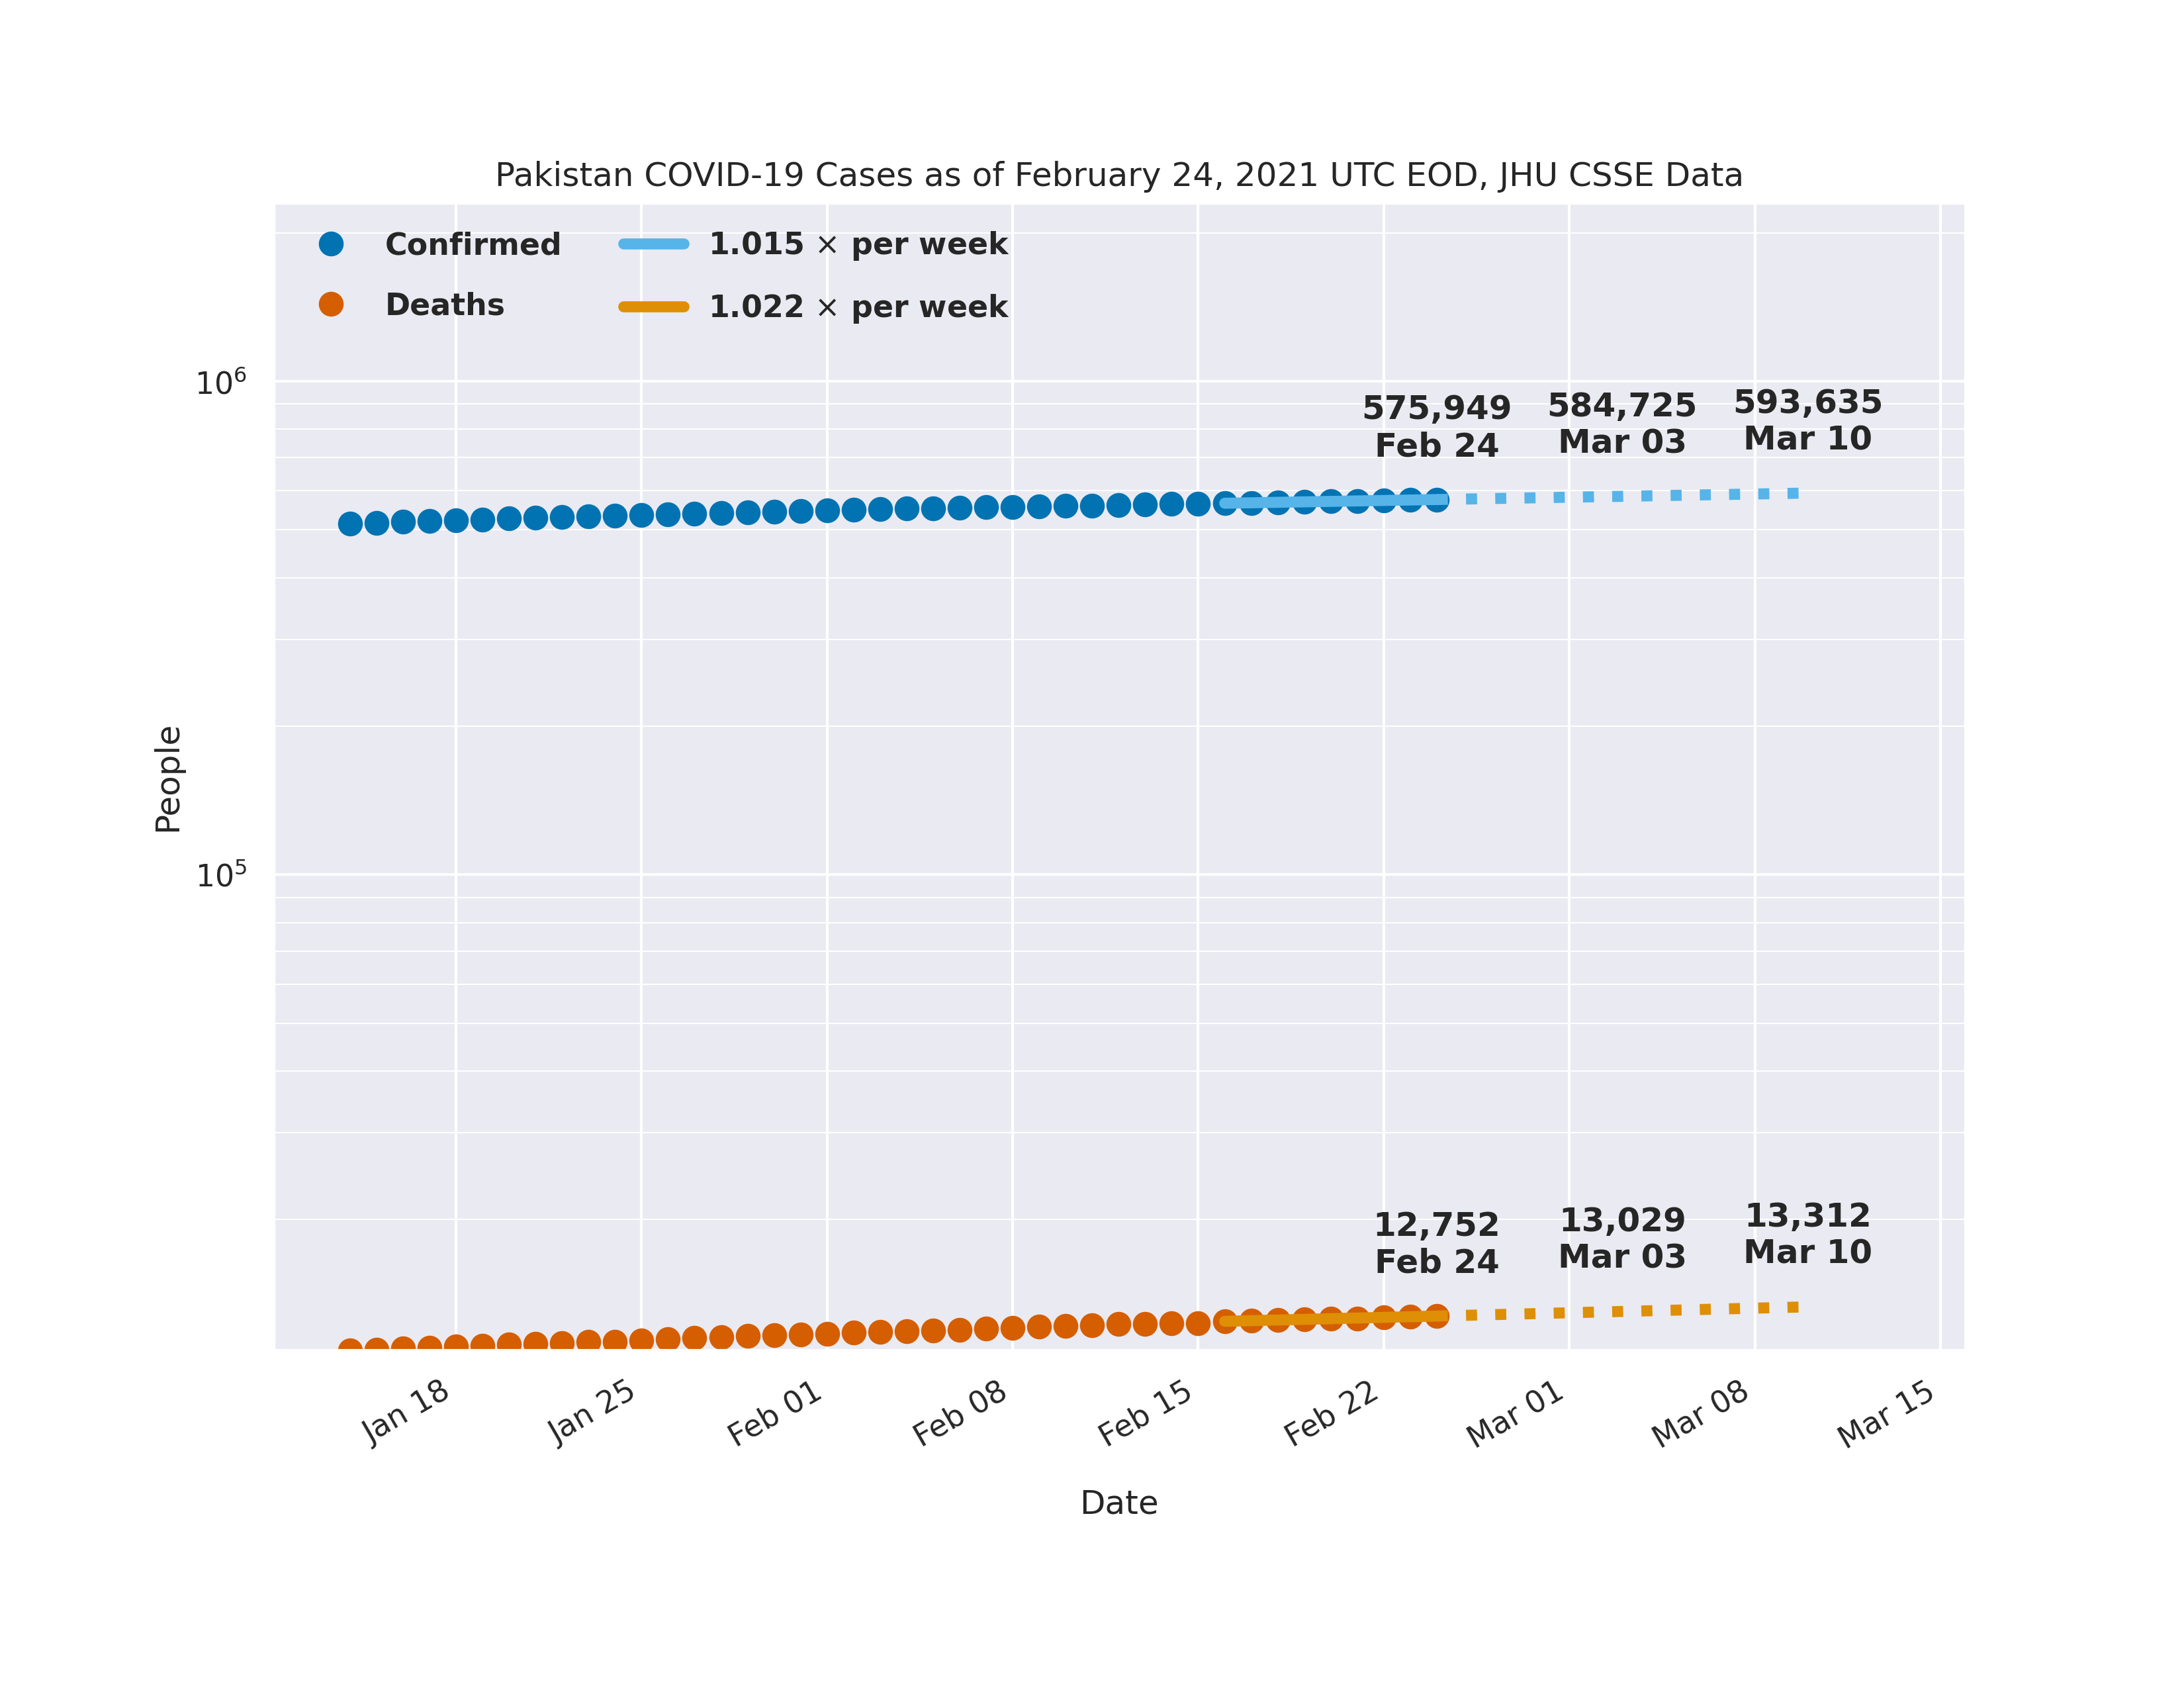 Pakistan COVID-19 Cases as of February 24, 2021 UTC EOD, JHU CSSE Data
Confirmed
Deaths
1.015 × per week
1.022 × per week
10⁶
10⁵
People
575,949
Feb 24
584,725
Mar 03
593,635
Mar 10
12,752
Feb 24
13,029
Mar 03
13,312
Mar 10
Jan 18
Jan 25
Feb 01
Feb 08
Feb 15
Feb 22
Mar 01
Mar 08
Mar 15
Date